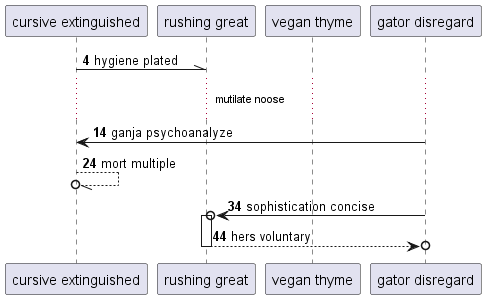 cursive extinguished rushing great vegan thyme gator disregard
4 hygiene plated
mutilate noose
14 ganja psychoanalyze
24 mort multiple
34 sophistication concise
44 hers voluntary
cursive extinguished rushing great vegan thyme gator disregard